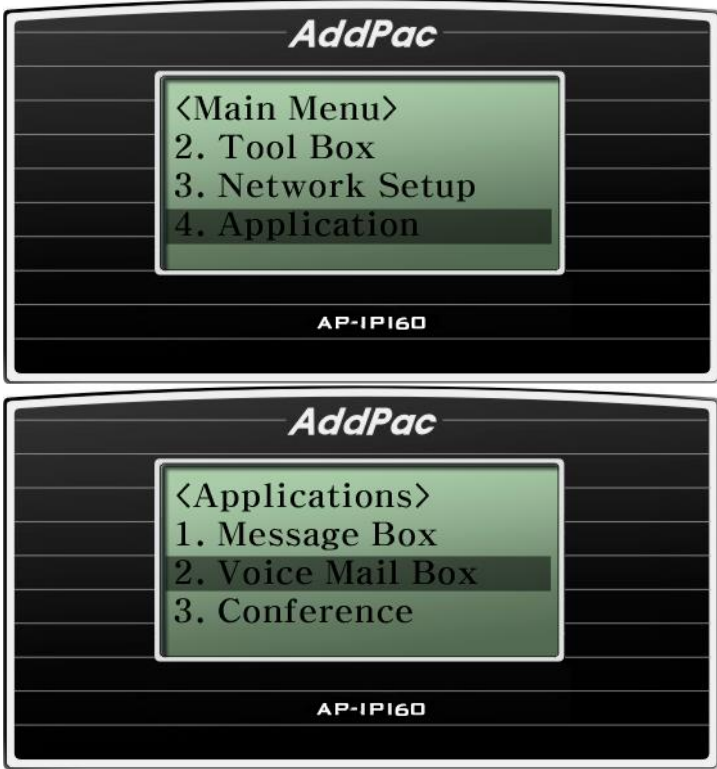 AddPac
<Main Menu>
2. Tool Box
3. Network Setup
4. Application
AP-IP160
AddPac
<Applications>
1. Message Box
2. Voice Mail Box
3. Conference
AP-IP160